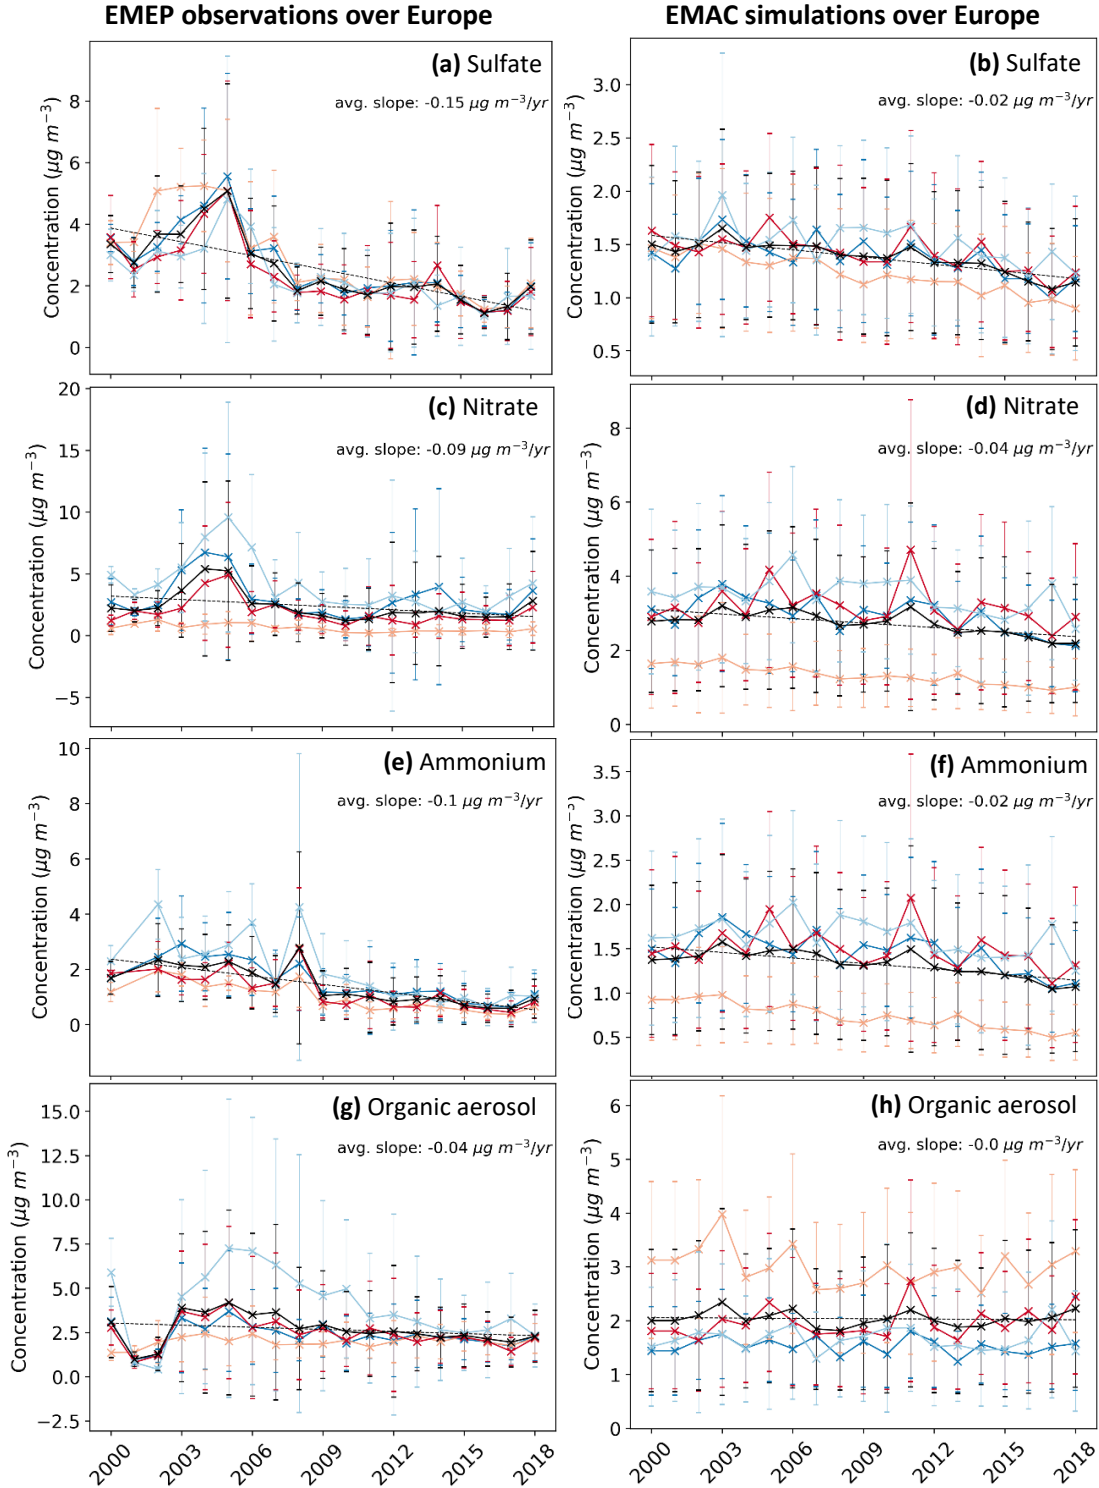 EMEP observations over Europe
EMAC simulations over Europe
(a) Sulfate
avg. slope: -0.15 μg m⁻³/yr
Concentration (μg m⁻³)
8
6
4
2
0
(b) Sulfate
avg. slope: -0.02 μg m⁻³/yr
Concentration (μg m⁻³)
3.0
2.5
2.0
1.5
1.0
0.5
(c) Nitrate
avg. slope: -0.09 μg m⁻³/yr
Concentration (μg m⁻³)
20
15
10
5
0
−5
(d) Nitrate
avg. slope: -0.04 μg m⁻³/yr
Concentration (μg m⁻³)
8
6
4
2
0
(e) Ammonium
avg. slope: -0.1 μg m⁻³/yr
Concentration (μg m⁻³)
10
8
6
4
2
0
(f) Ammonium
avg. slope: -0.02 μg m⁻³/yr
Concentration (μg m⁻³)
3.5
3.0
2.5
2.0
1.5
1.0
0.5
(g) Organic aerosol
avg. slope: -0.04 μg m⁻³/yr
Concentration (μg m⁻³)
15.0
12.5
10.0
7.5
5.0
2.5
0.0
−2.5
2000
2003
2006
2009
2012
2015
2018
(h) Organic aerosol
avg. slope: -0.0 μg m⁻³/yr
Concentration (μg m⁻³)
6
5
4
3
2
1
0
2000
2003
2006
2009
2012
2015
2018